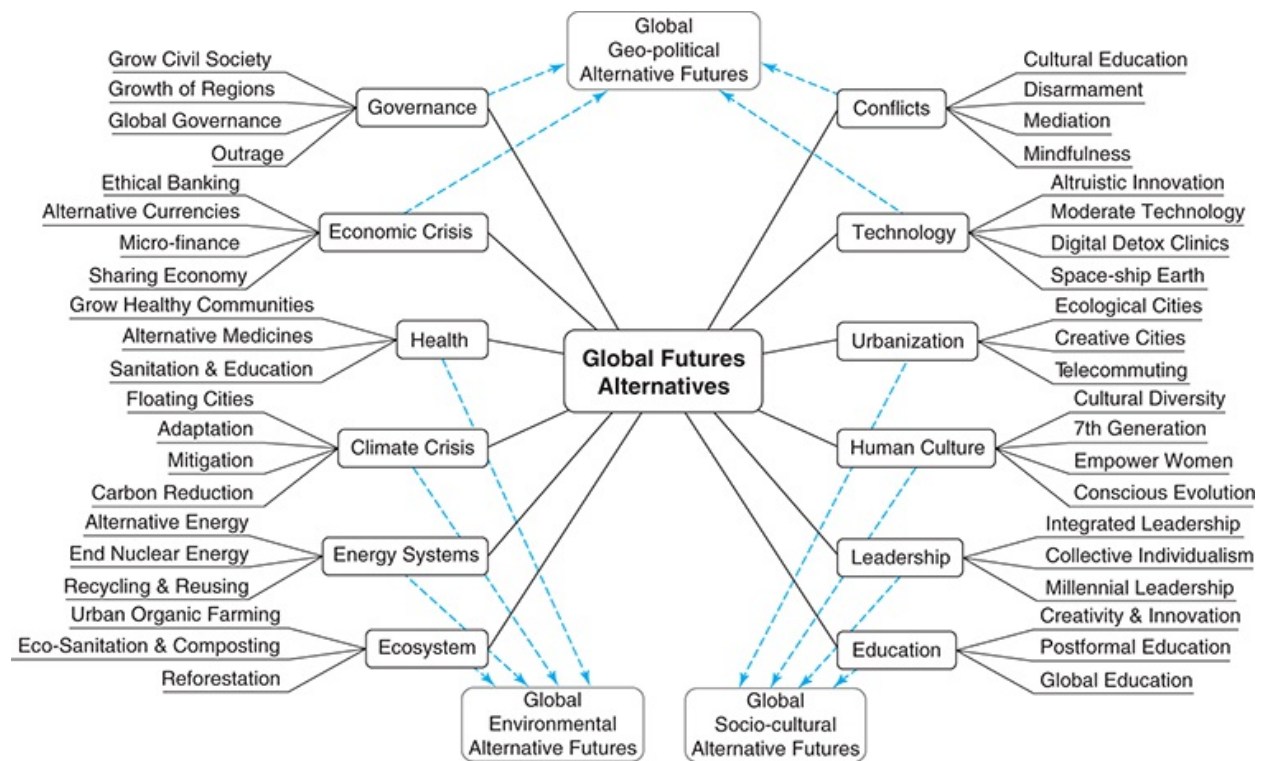 Global
Geo-political
Alternative Futures
Grow Civil Society
Growth of Regions
Global Governance
Outrage
Governance
Ethical Banking
Alternative Currencies
Micro-finance
Sharing Economy
Economic Crisis
Grow Healthy Communities
Alternative Medicines
Sanitation & Education
Health
Floating Cities
Adaptation
Mitigation
Carbon Reduction
Climate Crisis
Alternative Energy
End Nuclear Energy
Recycling & Reusing
Energy Systems
Urban Organic Farming
Eco-Sanitation & Composting
Reforestation
Ecosystem
Global Futures
Alternatives
Conflicts
Cultural Education
Disarmament
Mediation
Mindfulness
Technology
Altruistic Innovation
Moderate Technology
Digital Detox Clinics
Space-ship Earth
Urbanization
Ecological Cities
Creative Cities
Telecommuting
Human Culture
Cultural Diversity
7th Generation
Empower Women
Conscious Evolution
Leadership
Integrated Leadership
Collective Individualism
Millennial Leadership
Education
Creativity & Innovation
Postformal Education
Global Education
Global
Environmental
Alternative Futures
Global
Socio-cultural
Alternative Futures